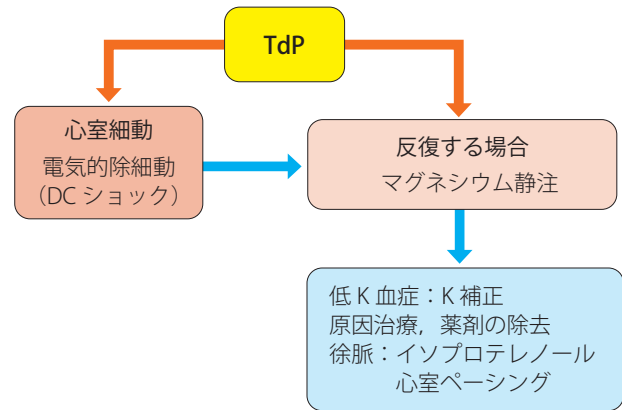 TdP
心室細動
電気的除細動
（DC ショック）
反復する場合
マグネシウム静注
低 K 血症：K 補正
原因治療，薬剤の除去
徐脈：イソプロテレノール
心室ペーシング